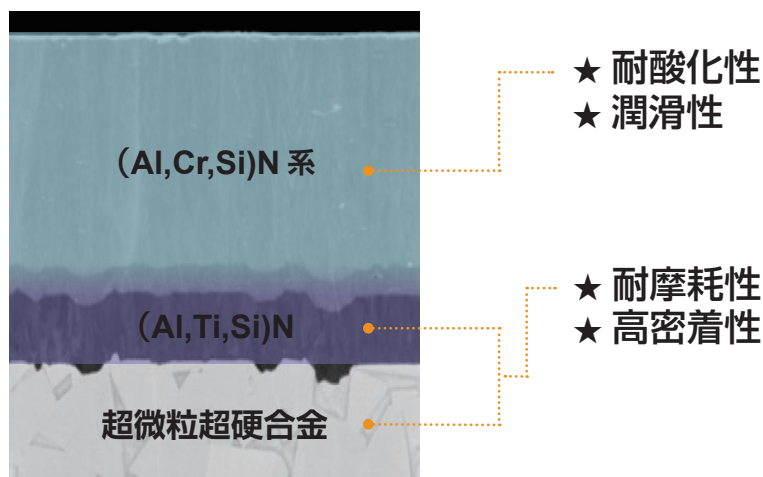 （Al,Cr,Si)N 系
★ 耐酸化性
★ 潤滑性
（Al,Ti,Si)N
★ 耐摩耗性
★ 高密着性
超微粒超硬合金